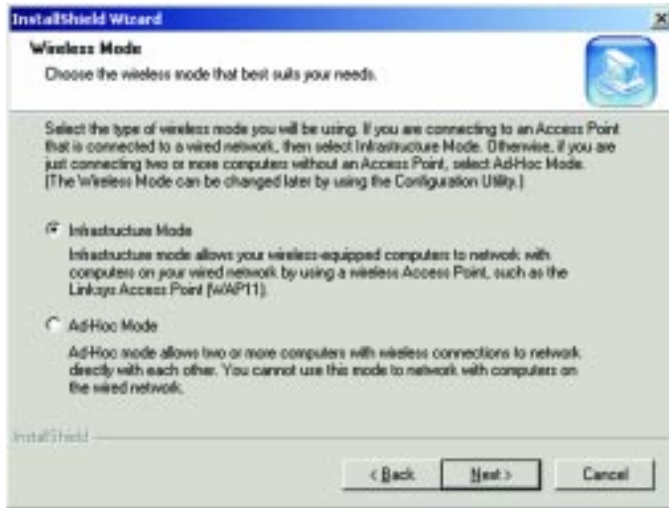 InstallShield Wizard
Wireless Mode
Choose the wireless mode that best suits your needs.
Select the type of wireless mode you will be using. If you are connecting to an Access Point
that is connected to a wired network, then select Infrastructure Mode. Otherwise, if you are
just connecting two or more computers without an Access Point, select Ad-Hoc Mode.
(The Wireless Mode can be changed later by using the Configuration Utility.)
Infrastructure Mode
Infrastructure mode allows your wireless-equipped computers to network with
computers on your wired network by using a wireless Access Point, such as the
Linksys Access Point (WAP11).
Ad-Hoc Mode
Ad-Hoc mode allows two or more computers with wireless connections to network
directly with each other. You cannot use this mode to network with computers on
the wired network.
InstallShield
< Back Next > Cancel